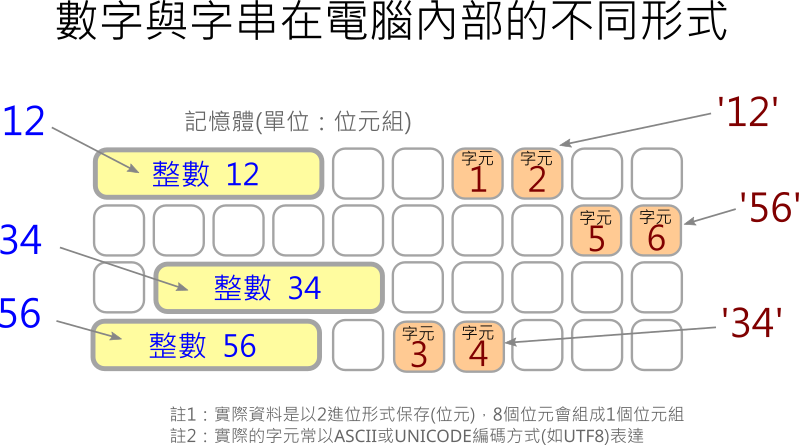 數字與字串在電腦內部的不同形式
記憶體(單位：位元組)
12
'12'
整數 12
字元
1
字元
2
'56'
字元
5
字元
6
34
整數 34
56
整數 56
字元
3
字元
4
'34'
註1：實際資料是以2進位形式保存(位元)，8個位元會組成1個位元組
註2：實際的字元常以ASCII或UNICODE編碼方式(如UTF8)表達